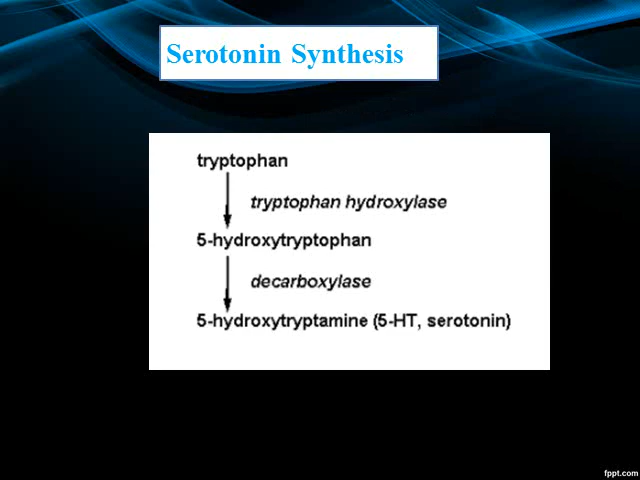 Serotonin Synthesis
tryptophan
tryptophan hydroxylase
5-hydroxytryptophan
decarboxylase
5-hydroxytryptamine (5-HT, serotonin)
fppt.com